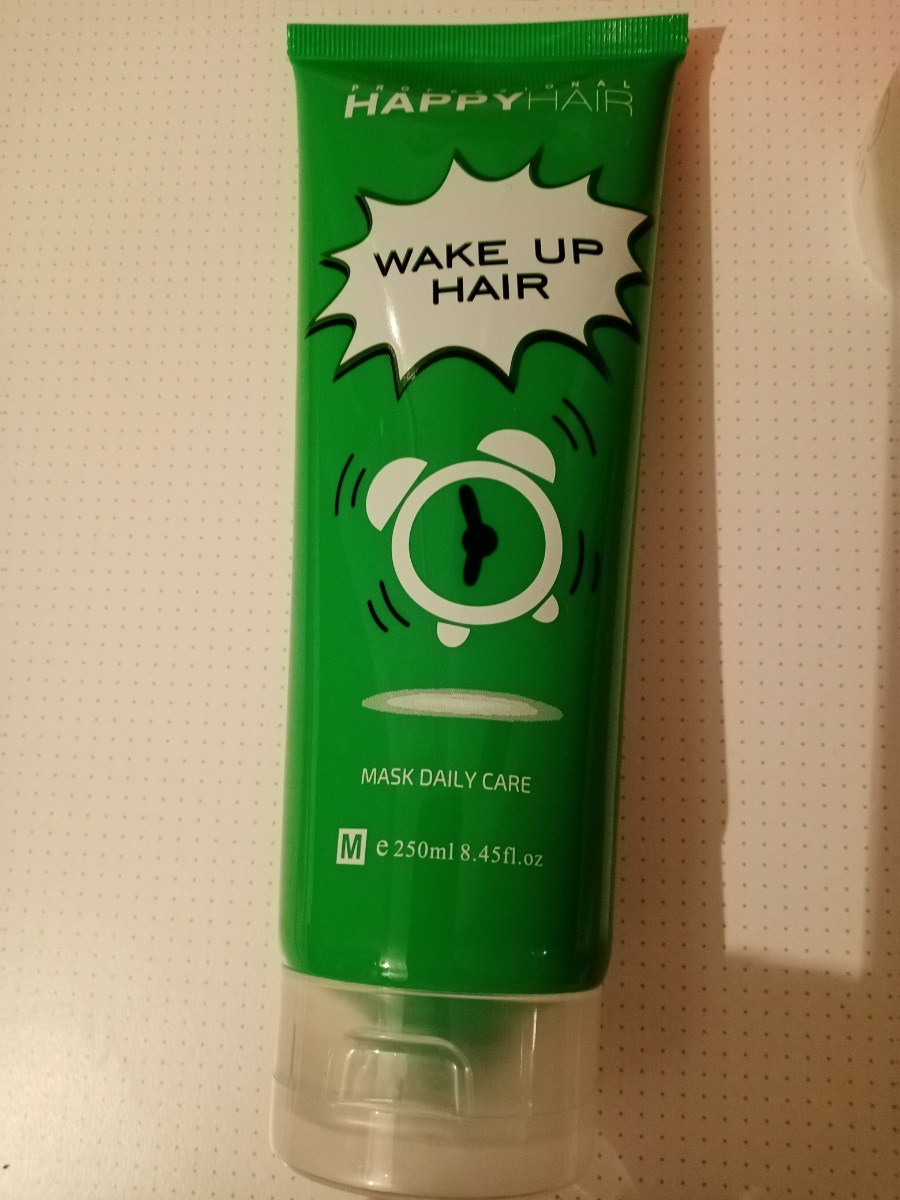 PROFESSIONAL
HAPPYHAIR
WAKE UP
HAIR
MASK DAILY CARE
M e 250ml 8.45fl.oz